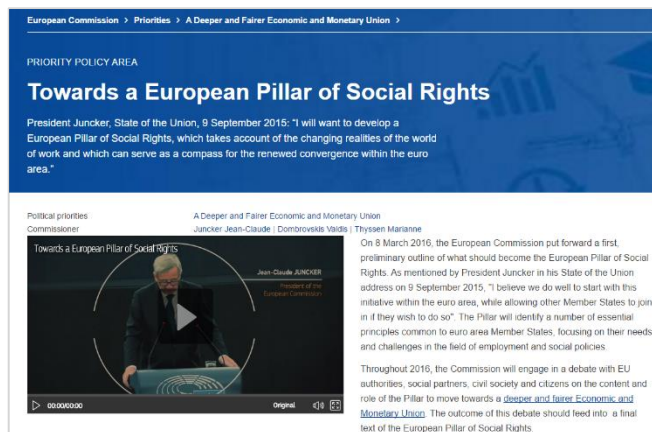 European Commission > Priorities > A Deeper and Fairer Economic and Monetary Union >
PRIORITY POLICY AREA
Towards a European Pillar of Social Rights
President Juncker, State of the Union, 9 September 2015: "I will want to develop a
European Pillar of Social Rights, which takes account of the changing realities of the world
of work and which can serve as a compass for the renewed convergence within the euro
area."
Political priorities A Deeper and Fairer Economic and Monetary Union
Commissioner Juncker Jean-Claude | Dombrovskis Valdis | Thyssen Marianne
Towards a European Pillar of Social Rights
Jean-Claude JUNCKER
President of the
European Commission
00:00/00:00 Original
On 8 March 2016, the European Commission put forward a first,
preliminary outline of what should become the European Pillar of Social
Rights. As mentioned by President Juncker in his State of the Union
address on 9 September 2015, "I believe we do well to start with this
initiative within the euro area, while allowing other Member States to join
in if they wish to do so". The Pillar will identify a number of essential
principles common to euro area Member States, focusing on their needs
and challenges in the field of employment and social policies.
Throughout 2016, the Commission will engage in a debate with EU
authorities, social partners, civil society and citizens on the content and
role of the Pillar to move towards a deeper and fairer Economic and
Monetary Union. The outcome of this debate should feed into a final
text of the European Pillar of Social Rights.